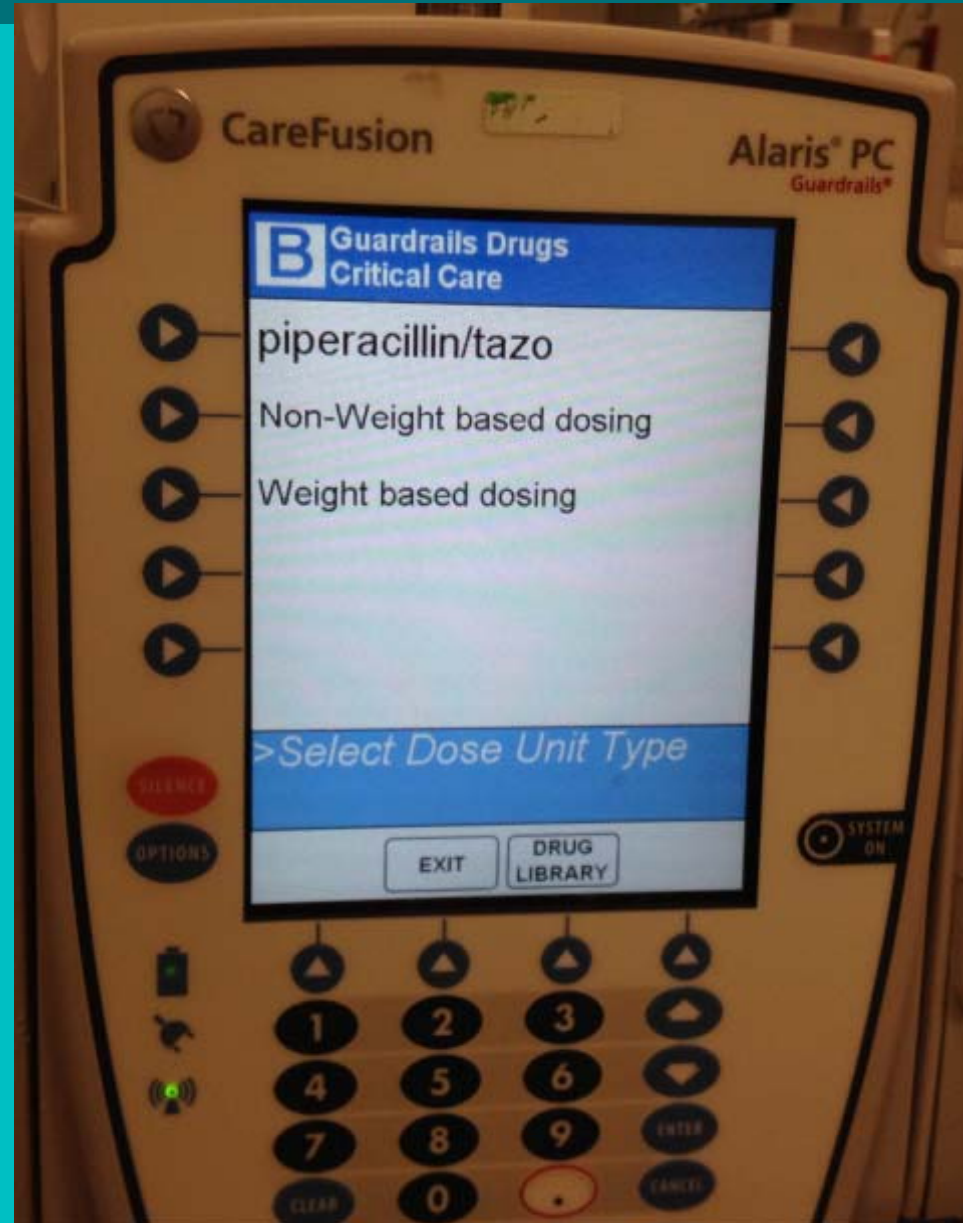 CareFusion
Alaris® PC
Guardrails®
B
Guardrails Drugs
Critical Care
piperacillin/tazo
Non-Weight based dosing
Weight based dosing
>Select Dose Unit Type
EXIT
DRUG
LIBRARY
SILENCE
OPTIONS
SYSTEM
ON
1 2 3
4 5 6
7 8 9 ENTER
CLEAR 0 . CANCEL